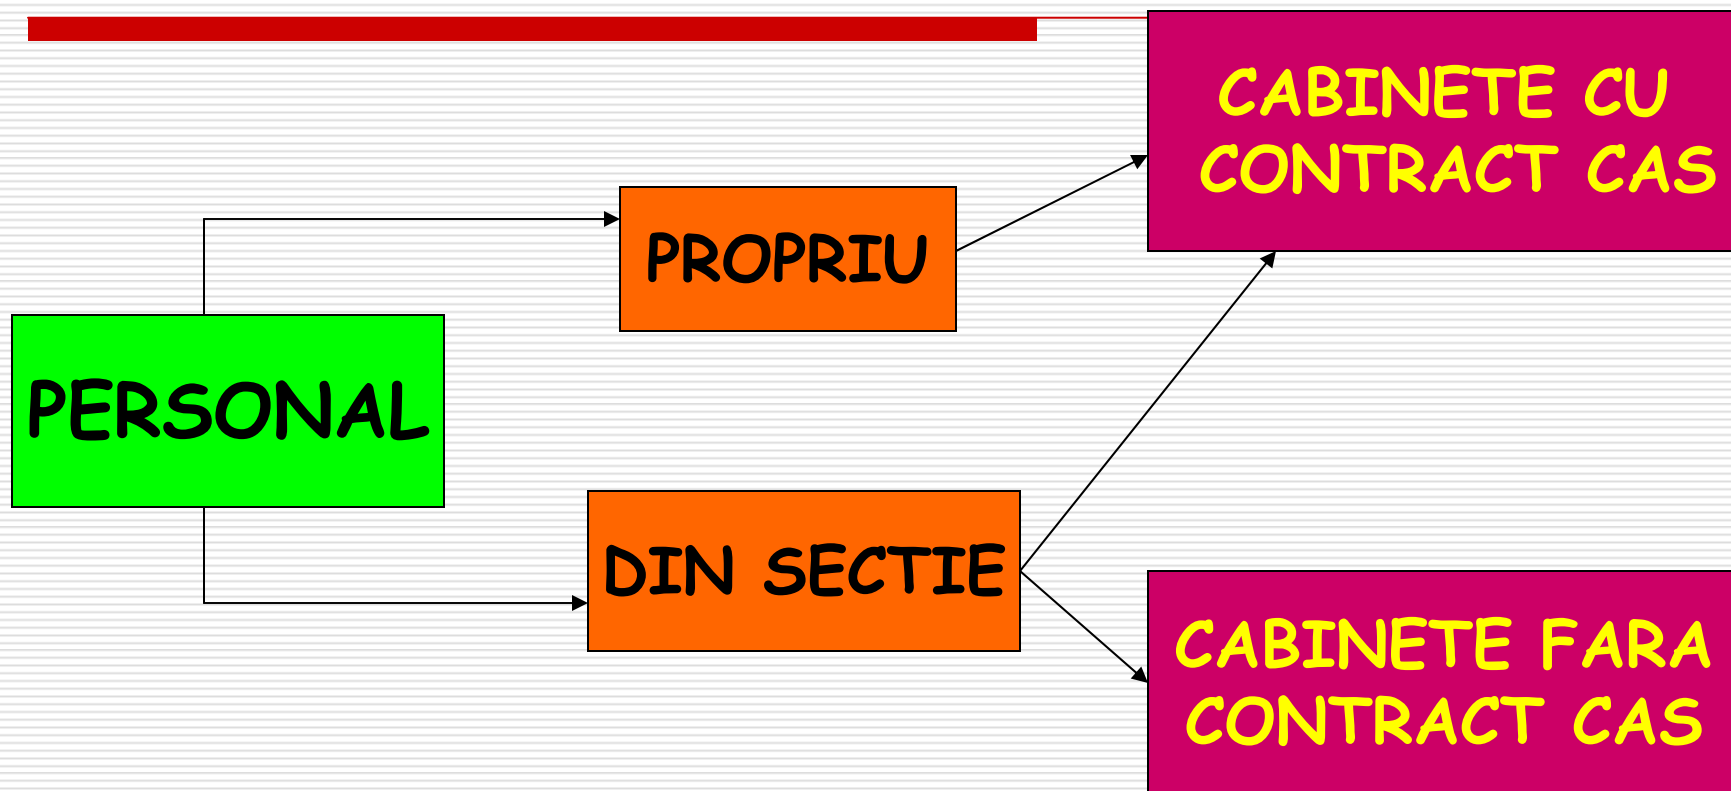 CABINETE CU
CONTRACT CAS
PROPRIU
PERSONAL
DIN SECTIE
CABINETE FARA
CONTRACT CAS